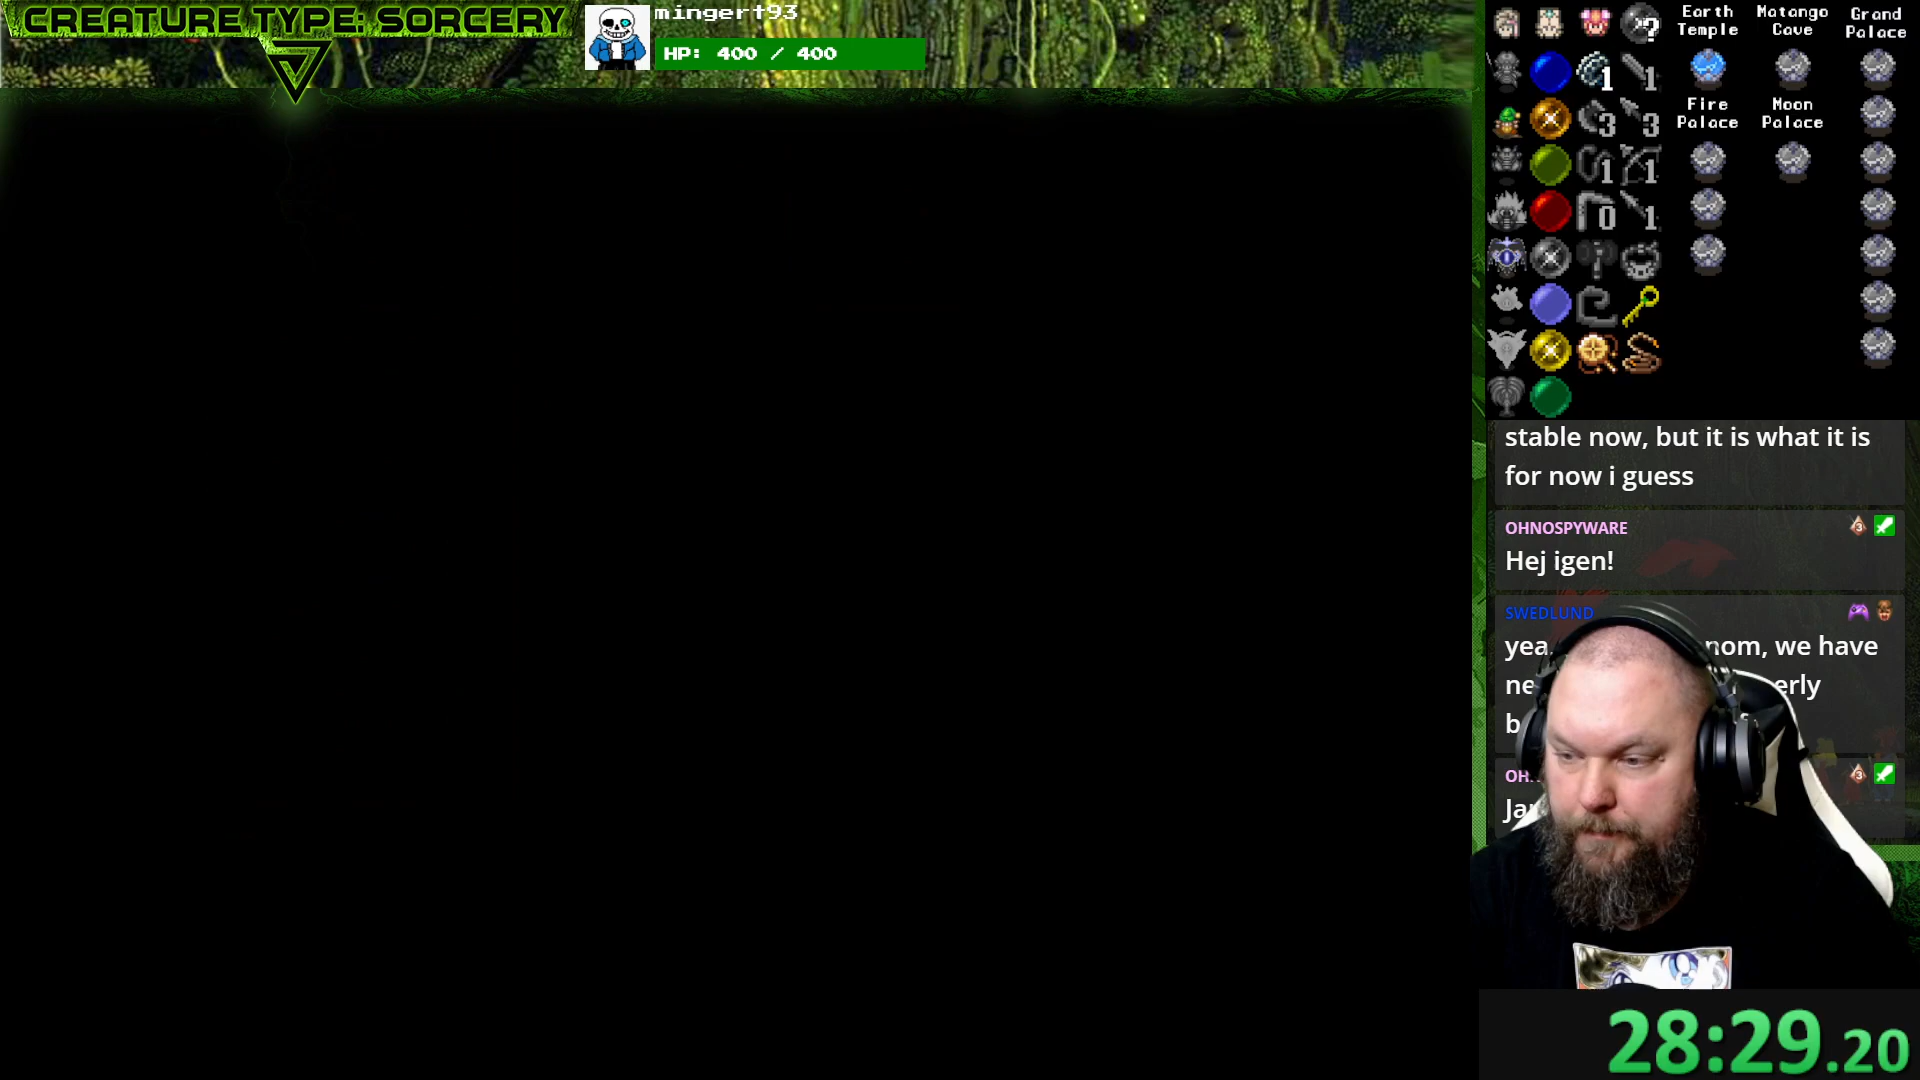 CREATURE TYPE: SORCERY
mingert93
HP: 400 / 400
Earth Temple
Matango Cave
Grand Palace
1
1
Fire Palace
Moon Palace
3
3
1
1
0
1
stable now, but it is what it is
for now i guess
OHNOSPYWARE
Hej igen!
SWEDLUND
we have
28:29.20